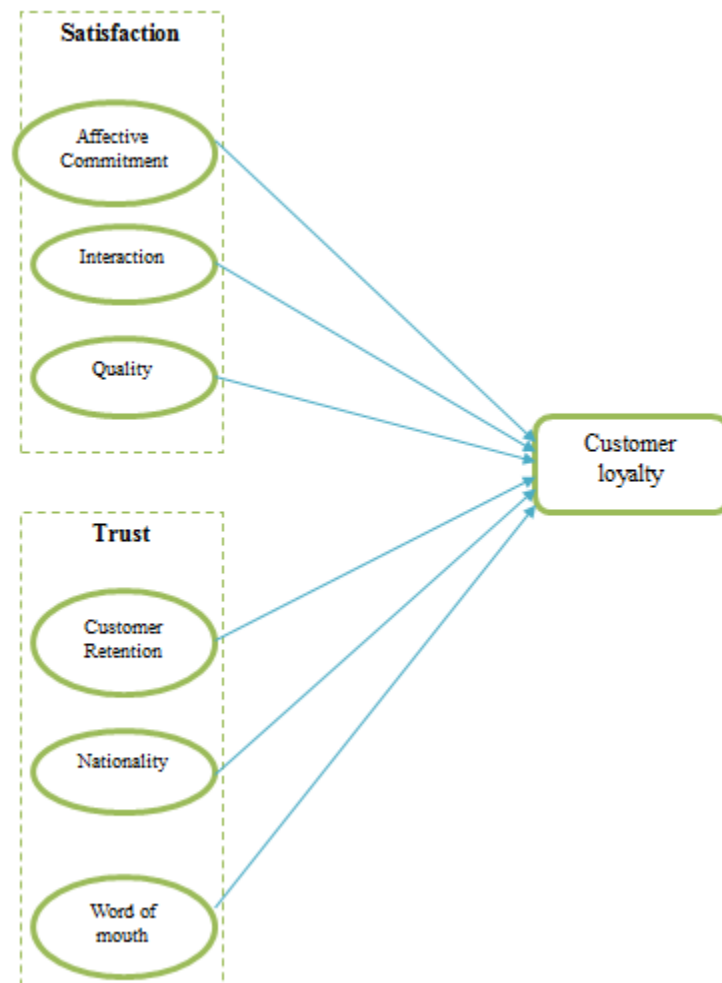 Satisfaction
Affective
Commitment
Interaction
Quality
Customer
loyalty
Trust
Customer
Retention
Nationality
Word of
mouth